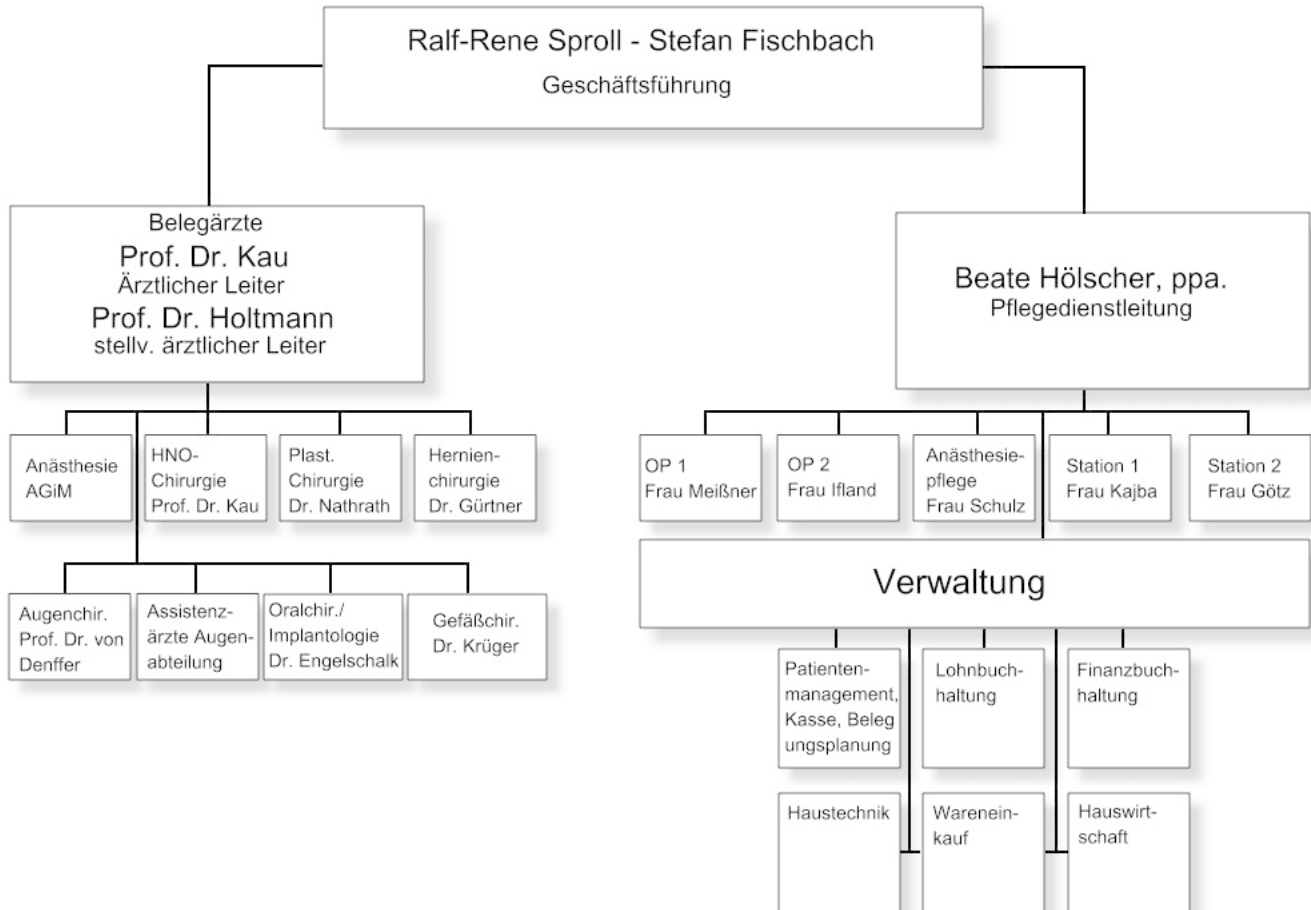 Ralf-Rene Sproll - Stefan Fischbach
Geschäftsführung
Belegärzte
Prof. Dr. Kau
Ärztlicher Leiter
Prof. Dr. Holtmann
stellv. ärztlicher Leiter
Beate Hölscher, ppa.
Pflegedienstleitung
Anästhesie
AGiM
HNO-
Chirurgie
Prof. Dr. Kau
Plast.
Chirurgie
Dr. Nathrath
Hernien-
chirurgie
Dr. Gürtner
OP 1
Frau Meißner
OP 2
Frau Ifland
Anästhesie-
pflege
Frau Schulz
Station 1
Frau Kajba
Station 2
Frau Götz
Augenchir.
Prof. Dr. von
Denffer
Assistenz-
ärzte Augen-
abteilung
Oralchir./
Implantologie
Dr. Engelschalk
Gefäßchir.
Dr. Krüger
Verwaltung
Patienten-
management,
Kasse, Beleg
ungsplanung
Lohnbuch-
haltung
Finanzbuch-
haltung
Haustechnik
Warenein-
kauf
Hauswirt-
schaft